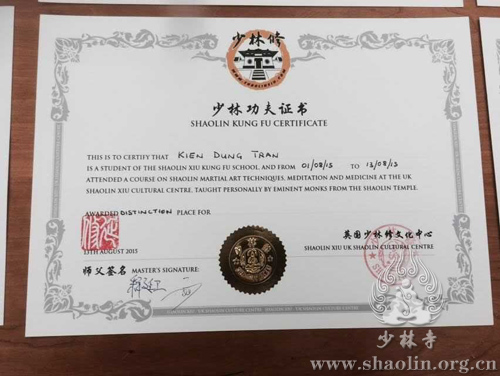 少林修
少林功夫证书
SHAOLIN KUNG FU CERTIFICATE
THIS IS TO CERTIFY THAT KIEN DUNG TRAN
IS A STUDENT OF THE SHAOLIN XIU KUNG FU SCHOOL, AND FROM 01/08/15 TO 13/08/15
ATTENDED A COURSE ON SHAOLIN MARTIAL ART TECHNIQUES, MEDITATION AND MEDICINE AT THE UK
SHAOLIN XIU CULTURAL CENTRE, TAUGHT PERSONALLY BY EMINENT MONKS FROM THE SHAOLIN TEMPLE.
AWARDED DISTINCTION PLACE FOR
13TH AUGUST 2015
英国少林修文化中心
SHAOLIN XIU UK SHAOLIN CULTURAL CENTRE
师父签名 MASTER'S SIGNATURE:
少林寺
www.shaolin.org.cn